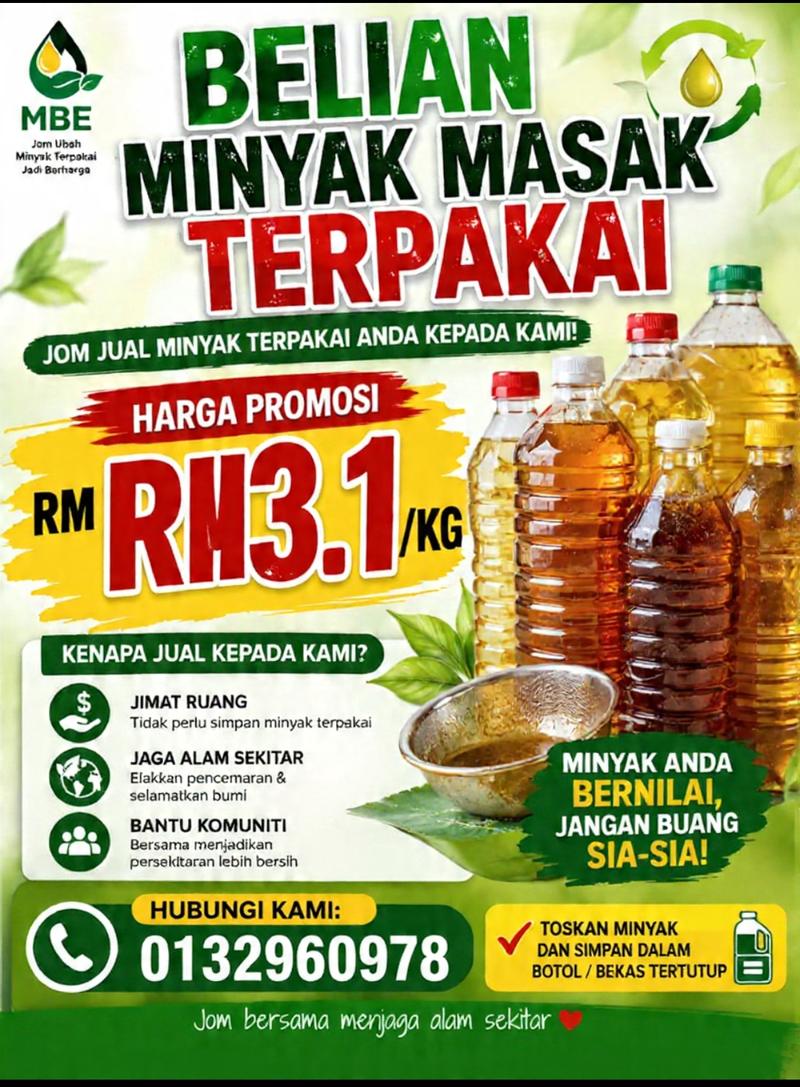 MBE
Jom Ubah
Minyak Terpakai
Jadi Berharga
BELIAN
MINYAK MASAK
TERPAKAI
JOM JUAL MINYAK TERPAKAI ANDA KEPADA KAMI!
HARGA PROMOSI
RM RM3.1/KG
KENAPA JUAL KEPADA KAMI?
$
JIMAT RUANG
Tidak perlu simpan minyak terpakai
JAGA ALAM SEKITAR
Elakkan pencemaran &
selamatkan bumi
BANTU KOMUNITI
Bersama menjadikan
persekitaran lebih bersih
MINYAK ANDA
BERNILAI,
JANGAN BUANG
SIA-SIA!
HUBUNGI KAMI:
0132960978
TOSKAN MINYAK
DAN SIMPAN DALAM
BOTOL / BEKAS TERTUTUP
Jom bersama menjaga alam sekitar